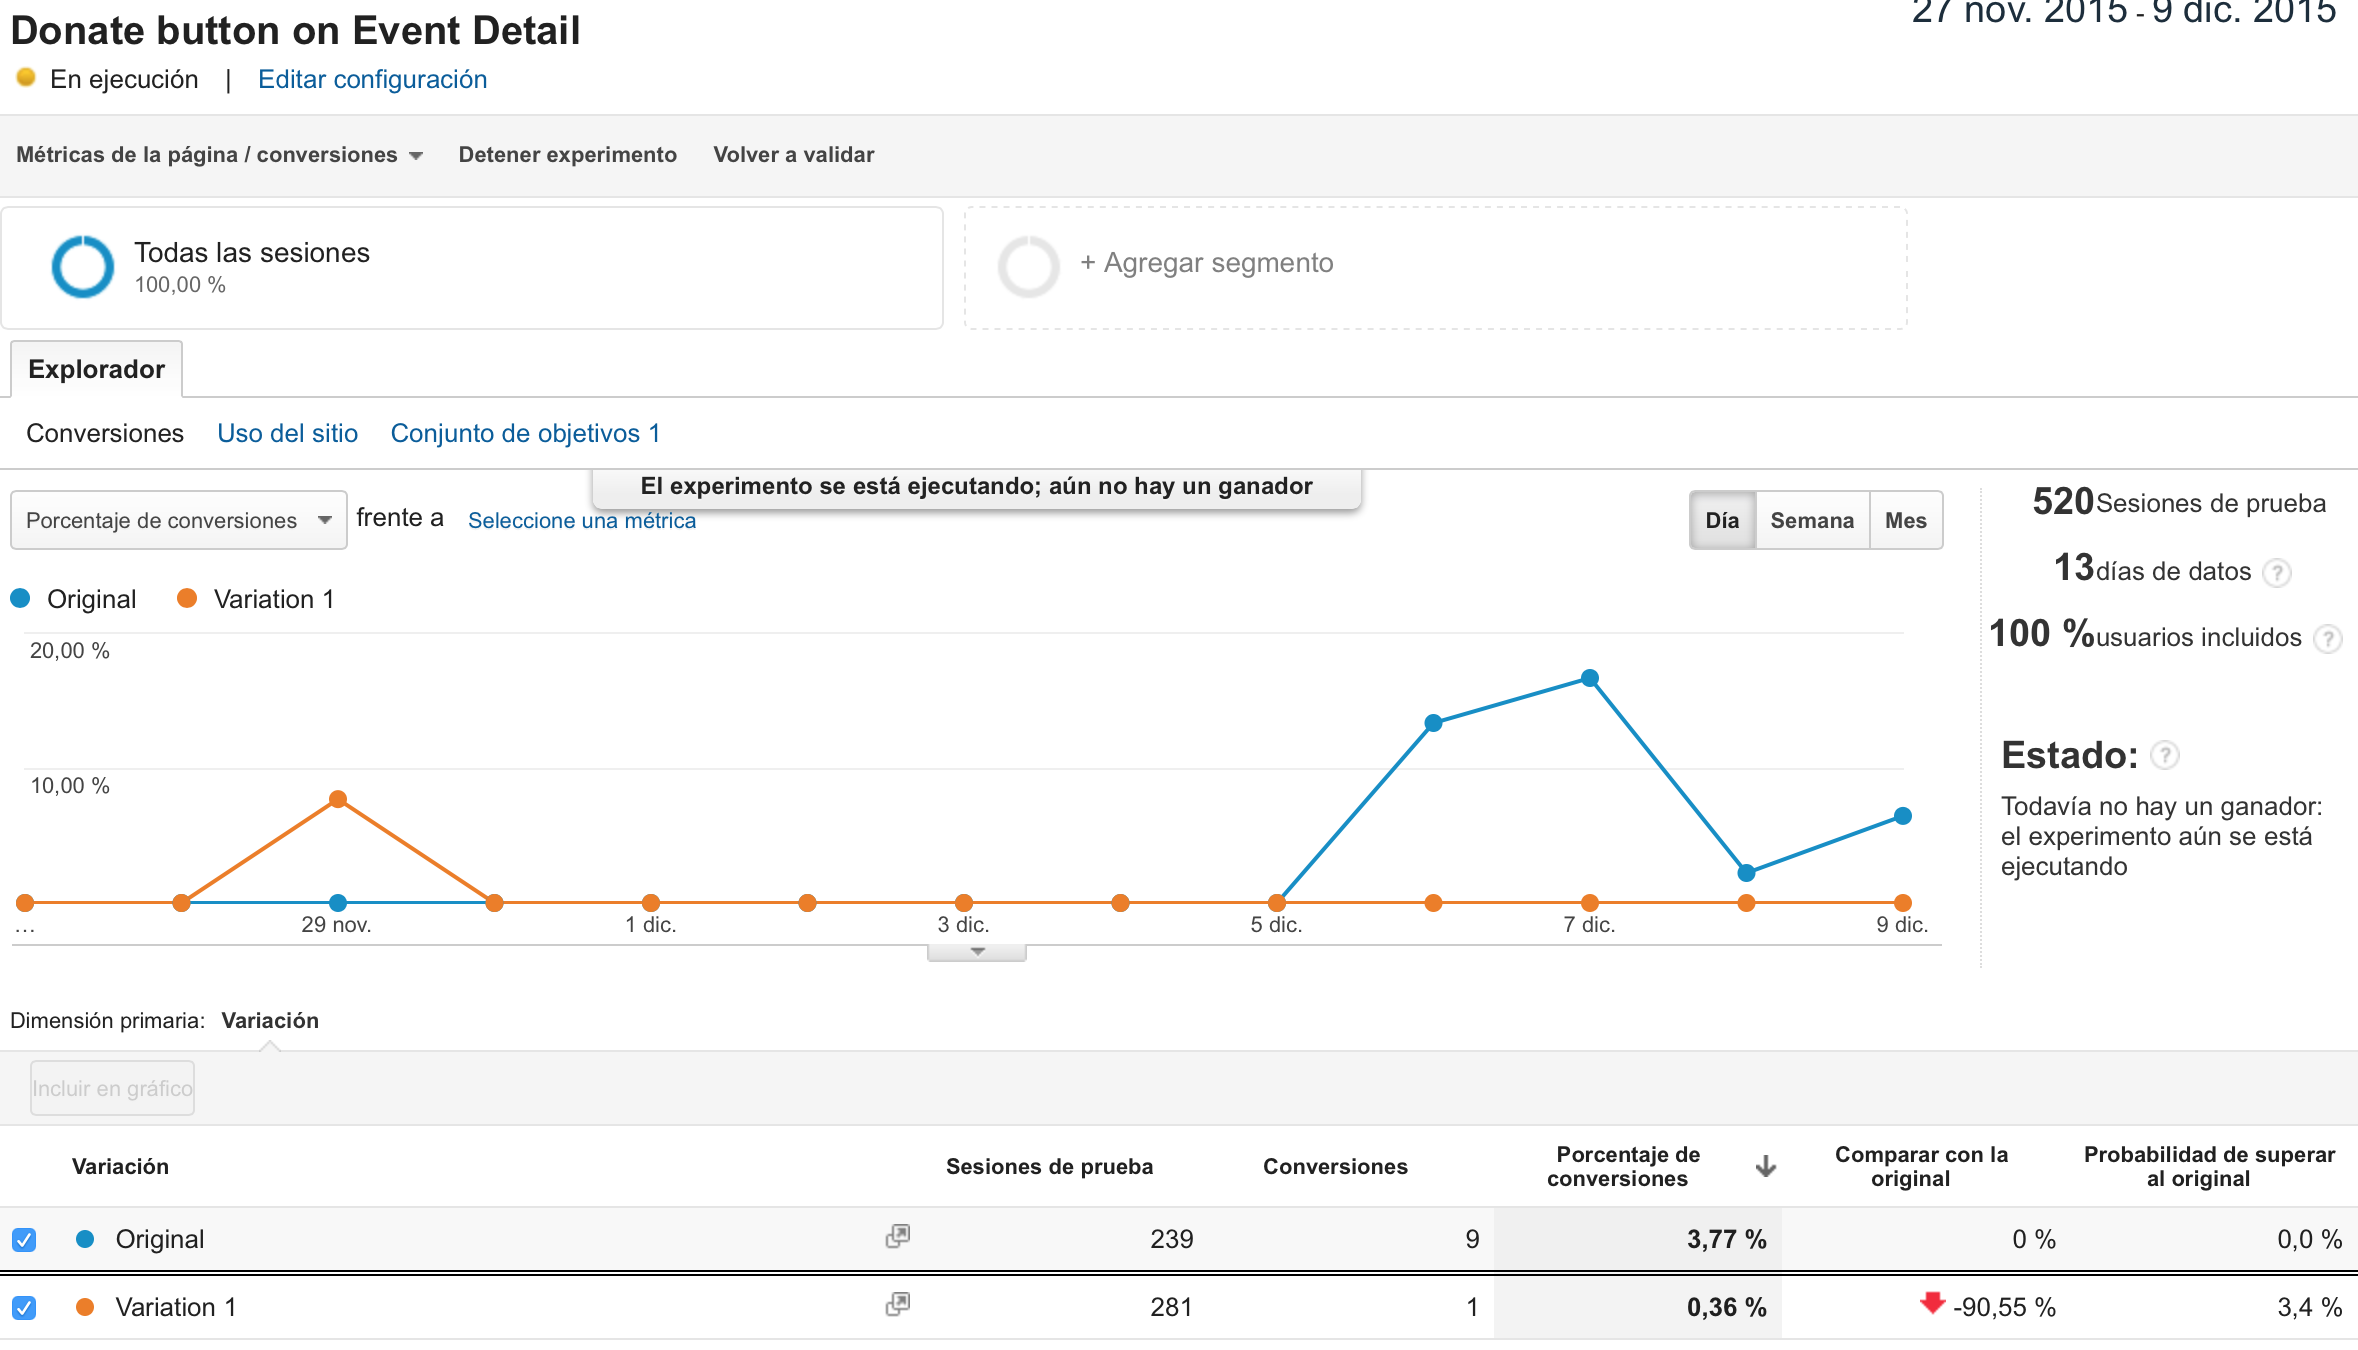 Donate button on Event Detail
27 nov. 2015 - 9 dic. 2015
En ejecución | Editar configuración
Métricas de la página / conversiones Detener experimento Volver a validar
Todas las sesiones
100,00 %
+ Agregar segmento
Explorador
Conversiones Uso del sitio Conjunto de objetivos 1
El experimento se está ejecutando; aún no hay un ganador
Porcentaje de conversiones frente a Seleccione una métrica
Día Semana Mes
520 Sesiones de prueba
13 días de datos ?
100 % usuarios incluidos ?
Original Variation 1
20,00 %
10,00 %
... 29 nov. 1 dic. 3 dic. 5 dic. 7 dic. 9 dic.
Estado: ?
Todavía no hay un ganador:
el experimento aún se está
ejecutando
Dimensión primaria: Variación
Incluir en gráfico
Variación Sesiones de prueba Conversiones Porcentaje de conversiones Comparar con la original Probabilidad de superar al original
Original 239 9 3,77 % 0 % 0,0 %
Variation 1 281 1 0,36 % -90,55 % 3,4 %